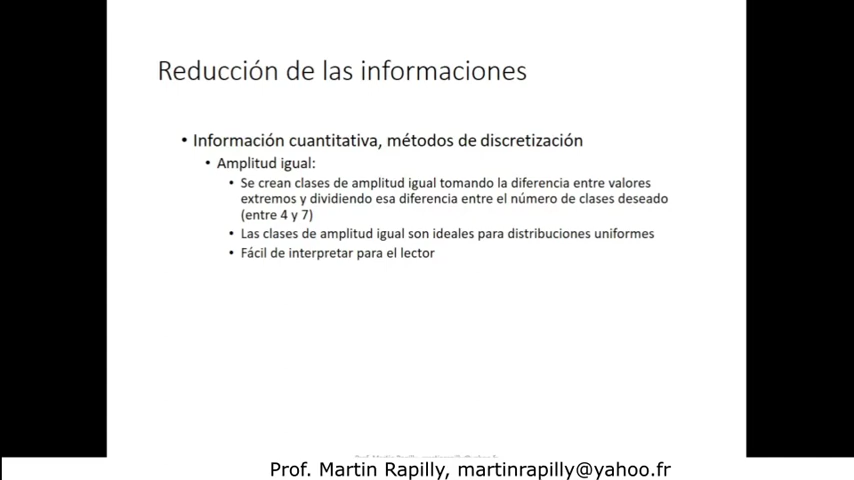 Reducción de las informaciones
• Información cuantitativa, métodos de discretización
• Amplitud igual:
• Se crean clases de amplitud igual tomando la diferencia entre valores
extremos y dividiendo esa diferencia entre el número de clases deseado
(entre 4 y 7)
• Las clases de amplitud igual son ideales para distribuciones uniformes
• Fácil de interpretar para el lector
Prof. Martin Rapilly, martinrapilly@yahoo.fr